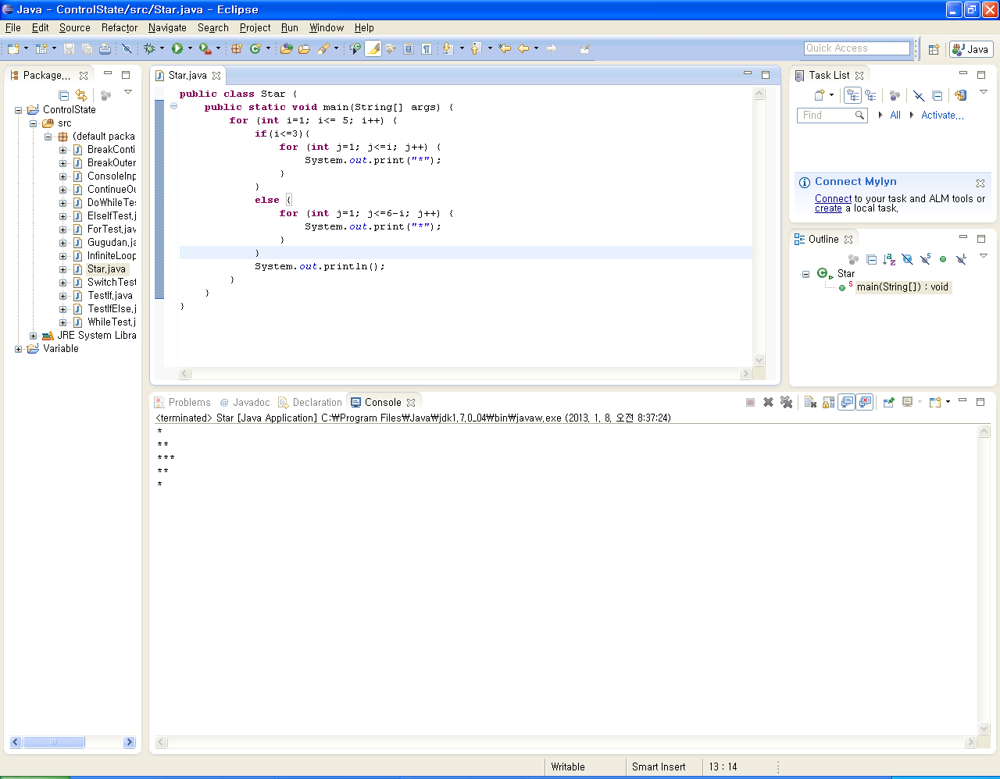 Java - ControlState/src/Star.java - Eclipse
File Edit Source Refactor Navigate Search Project Run Window Help
Quick Access
Java
Package...
ControlState
src
(default packa
BreakConti
BreakOuter
ConsoleInp
ContinueOu
DoWhileTe:
ElseIfTest.j
ForTest.jav
Gugudan.ja
InfiniteLoop
Star.java
SwitchTest
TestIf.java
TestIfElse.j
WhileTest.j
JRE System Libra
Variable
Star.java
public class Star {
public static void main(String[] args) {
for (int i=1; i<= 5; i++) {
if(i<=3){
for (int j=1; j<=i; j++) {
System.out.print("*");
}
}
else {
for (int j=1; j<=6-i; j++) {
System.out.print("*");
}
}
System.out.println();
}
}
}
Task List
Find
All
Activate...
Connect Mylyn
Connect to your task and ALM tools or
create a local task.
Outline
Star
main(String[]) : void
Problems @ Javadoc Declaration Console
<terminated> Star [Java Application] C:₩Program Files₩Java₩jdk1.7.0_04₩bin₩javaw.exe (2013. 1. 8. 오전 8:37:24)
*
**
***
**
*
Writable
Smart Insert
13 : 14